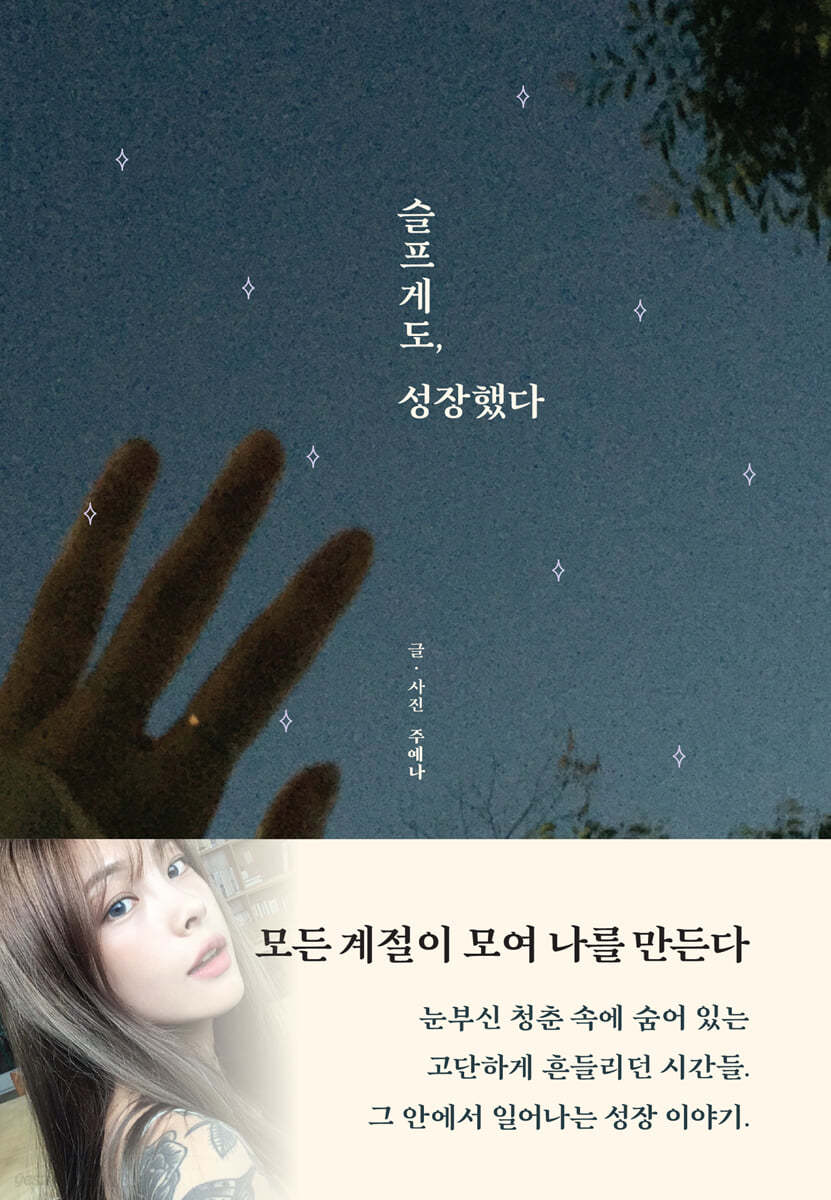 슬프게도,
성장했다
글·사진 주예나
모든 계절이 모여 나를 만든다
눈부신 청춘 속에 숨어 있는
고단하게 흔들리던 시간들.
그 안에서 일어나는 성장 이야기.